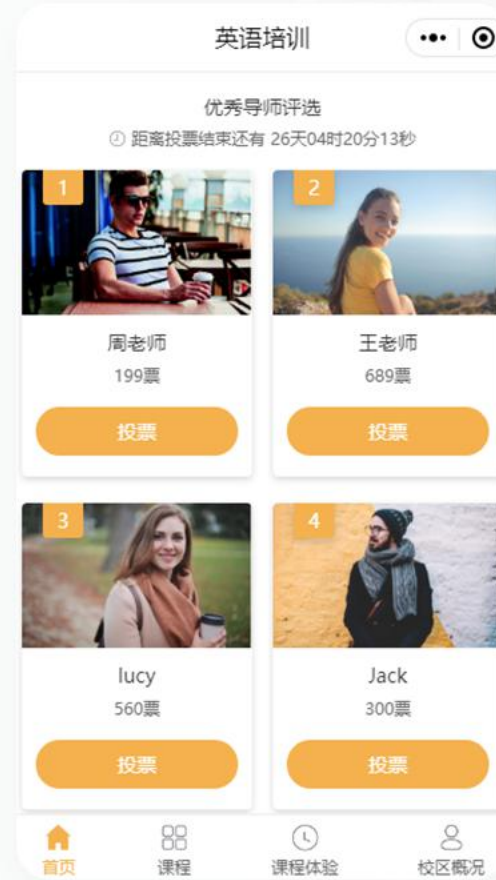 英语培训
优秀导师评选
距离投票结束还有 26天04时20分13秒
1
2
周老师
王老师
199票
689票
投票
投票
3
4
lucy
Jack
560票
300票
投票
投票
首页
课程
课程体验
校区概况